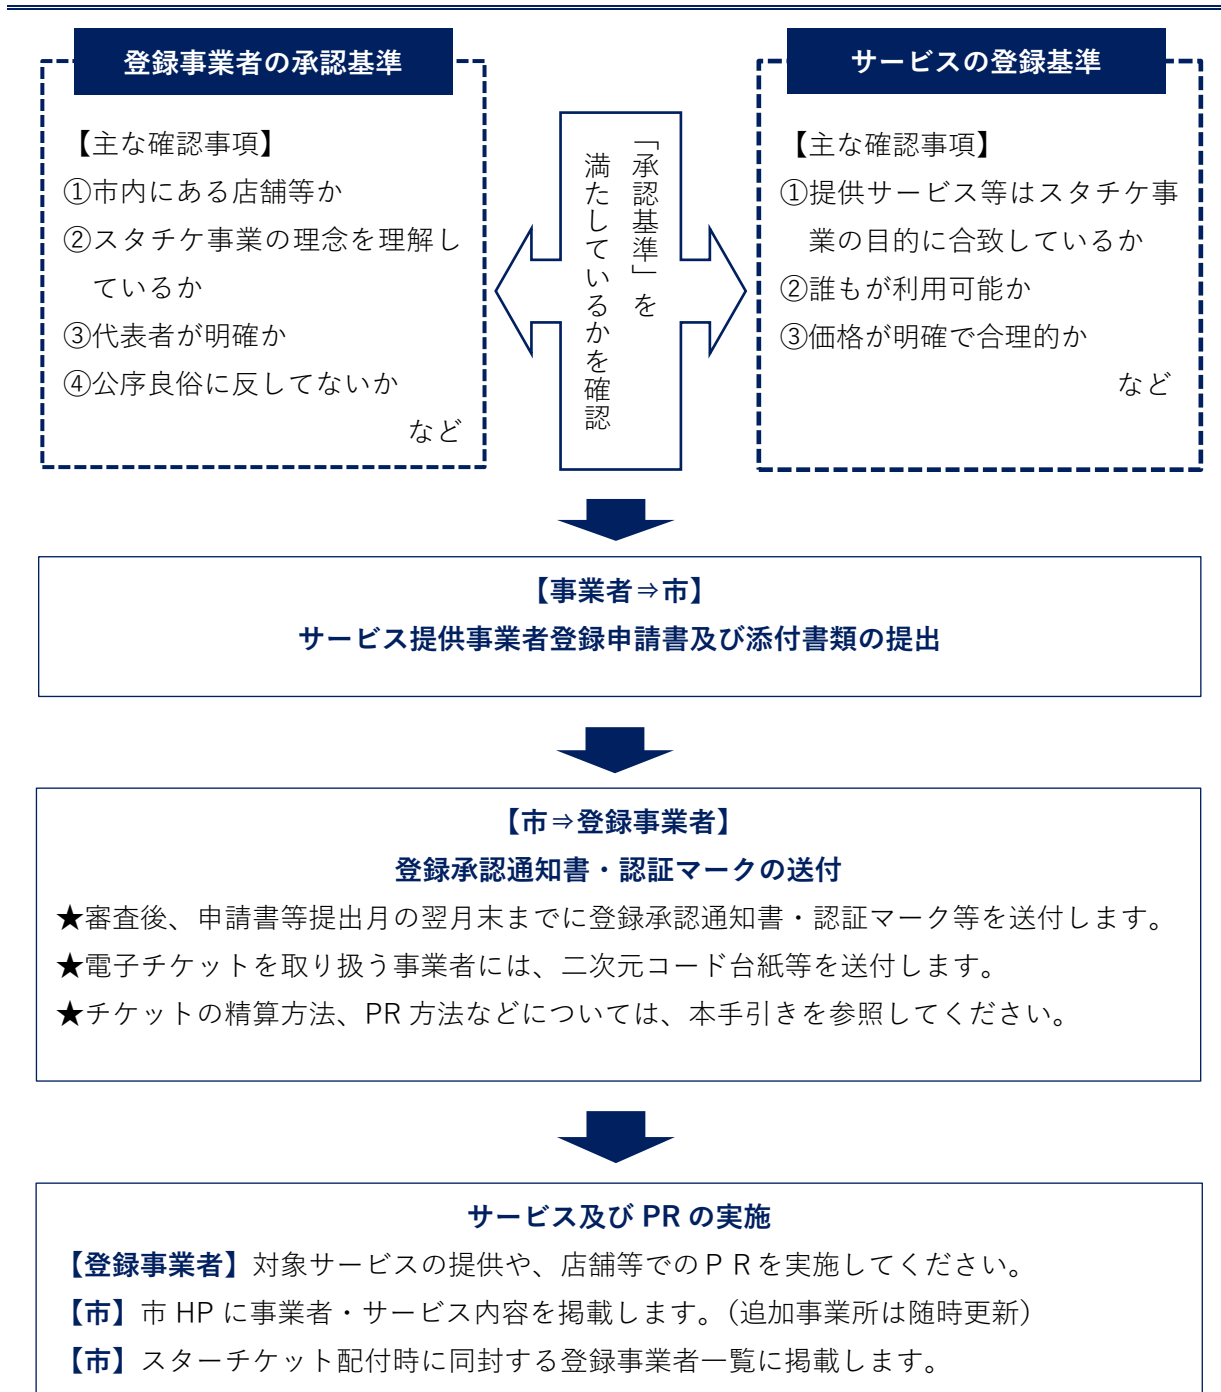 登録事業者の承認基準
【主な確認事項】
①市内にある店舗等か
②スタチケ事業の理念を理解し
ているか
③代表者が明確か
④公序良俗に反してないか
など
「承認基準」を
満たしているかを確認
サービスの登録基準
【主な確認事項】
①提供サービス等はスタチケ事
業の目的に合致しているか
②誰もが利用可能か
③価格が明確で合理的か
など
【事業者⇒市】
サービス提供事業者登録申請書及び添付書類の提出
【市⇒登録事業者】
登録承認通知書・認証マークの送付
★審査後、申請書等提出月の翌月末までに登録承認通知書・認証マーク等を送付します。
★電子チケットを取り扱う事業者には、二次元コード台紙等を送付します。
★チケットの精算方法、PR 方法などについては、本手引きを参照してください。
サービス及び PR の実施
【登録事業者】対象サービスの提供や、店舗等でのＰＲを実施してください。
【市】市 HP に事業者・サービス内容を掲載します。（追加事業所は随時更新）
【市】スターチケット配付時に同封する登録事業者一覧に掲載します。